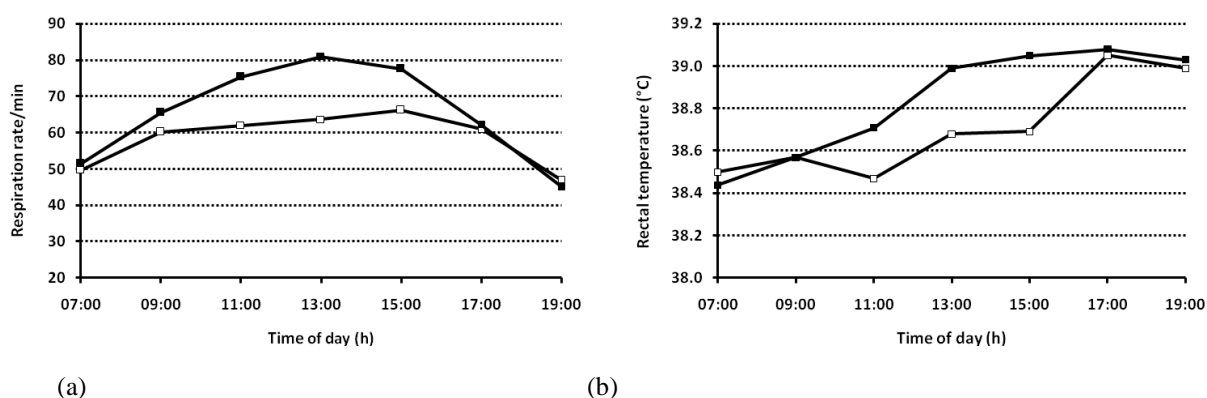 90
80
70
60
50
40
30
20
Respiration rate/min
07:00 09:00 11:00 13:00 15:00 17:00 19:00
Time of day (h)
(a)
39.2
39.0
38.8
38.6
38.4
38.2
38.0
Rectal temperature (°C)
07:00 09:00 11:00 13:00 15:00 17:00 19:00
Time of day (h)
(b)